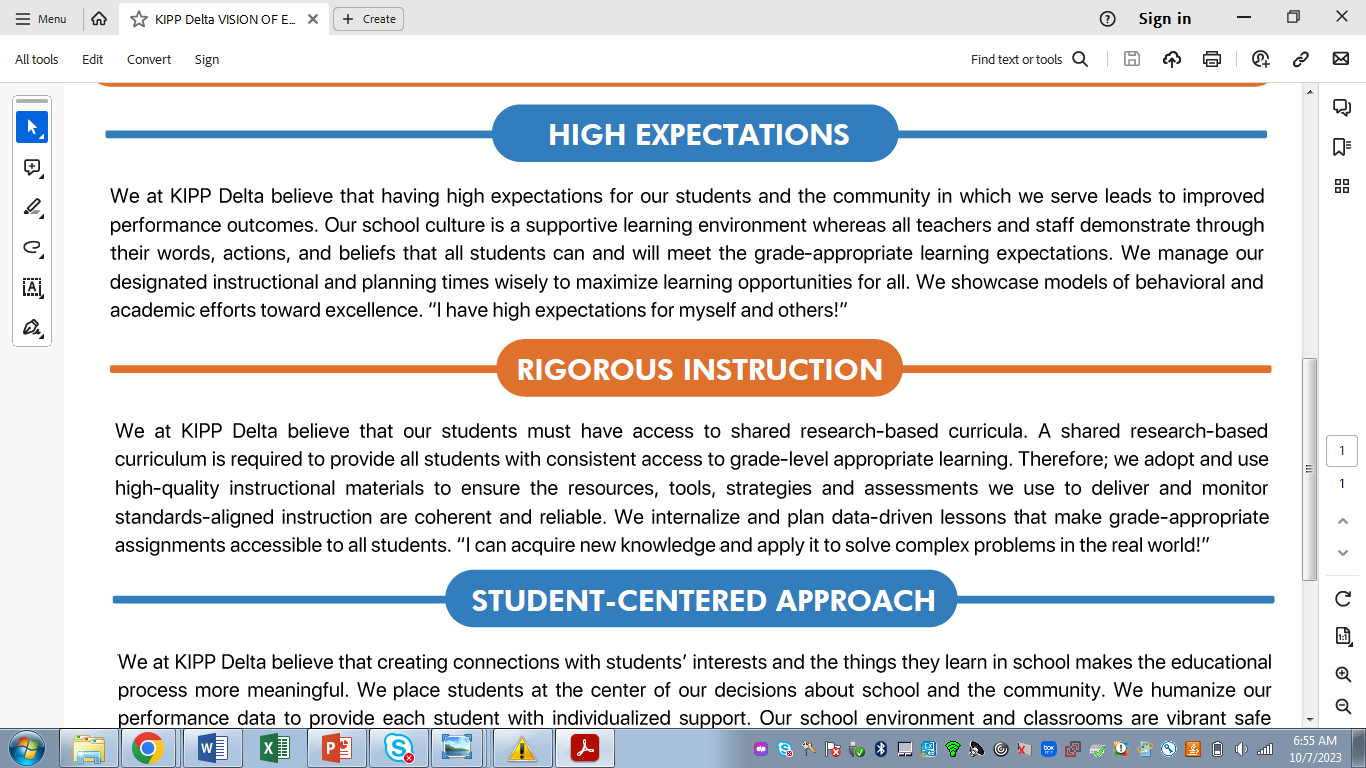 Menu
KIPP Delta VISION OF E...
Create
Sign in
All tools
Edit
Convert
Sign
Find text or tools
HIGH EXPECTATIONS
We at KIPP Delta believe that having high expectations for our students and the community in which we serve leads to improved
performance outcomes. Our school culture is a supportive learning environment whereas all teachers and staff demonstrate through
their words, actions, and beliefs that all students can and will meet the grade-appropriate learning expectations. We manage our
designated instructional and planning times wisely to maximize learning opportunities for all. We showcase models of behavioral and
academic efforts toward excellence. “I have high expectations for myself and others!”
RIGOROUS INSTRUCTION
We at KIPP Delta believe that our students must have access to shared research-based curricula. A shared research-based
curriculum is required to provide all students with consistent access to grade-level appropriate learning. Therefore; we adopt and use
high-quality instructional materials to ensure the resources, tools, strategies and assessments we use to deliver and monitor
standards-aligned instruction are coherent and reliable. We internalize and plan data-driven lessons that make grade-appropriate
assignments accessible to all students. “I can acquire new knowledge and apply it to solve complex problems in the real world!”
STUDENT-CENTERED APPROACH
We at KIPP Delta believe that creating connections with students’ interests and the things they learn in school makes the educational
process more meaningful. We place students at the center of our decisions about school and the community. We humanize our
performance data to provide each student with individualized support. Our school environment and classrooms are vibrant safe
1
1
6:55 AM
10/7/2023